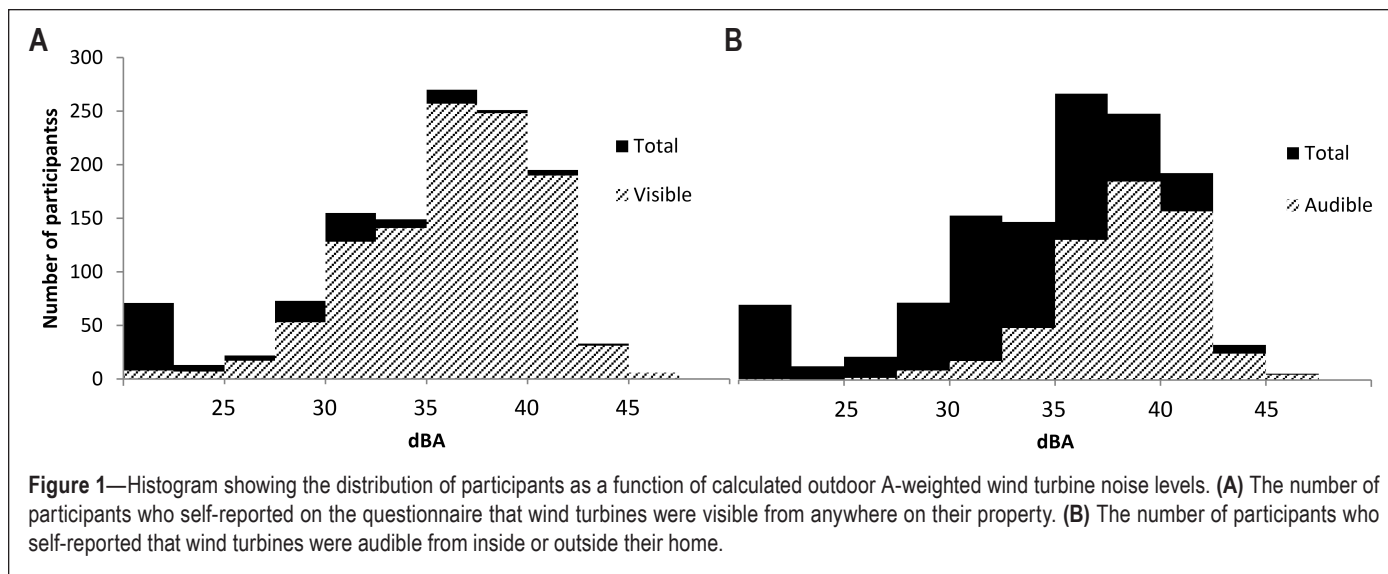 A
B
300
250
200
150
100
50
0
Number of participantss
Total
Visible
25 30 35 40 45
dBA
Total
Audible
25 30 35 40 45
dBA
Figure 1—Histogram showing the distribution of participants as a function of calculated outdoor A-weighted wind turbine noise levels. (A) The number of
participants who self-reported on the questionnaire that wind turbines were visible from anywhere on their property. (B) The number of participants who
self-reported that wind turbines were audible from inside or outside their home.